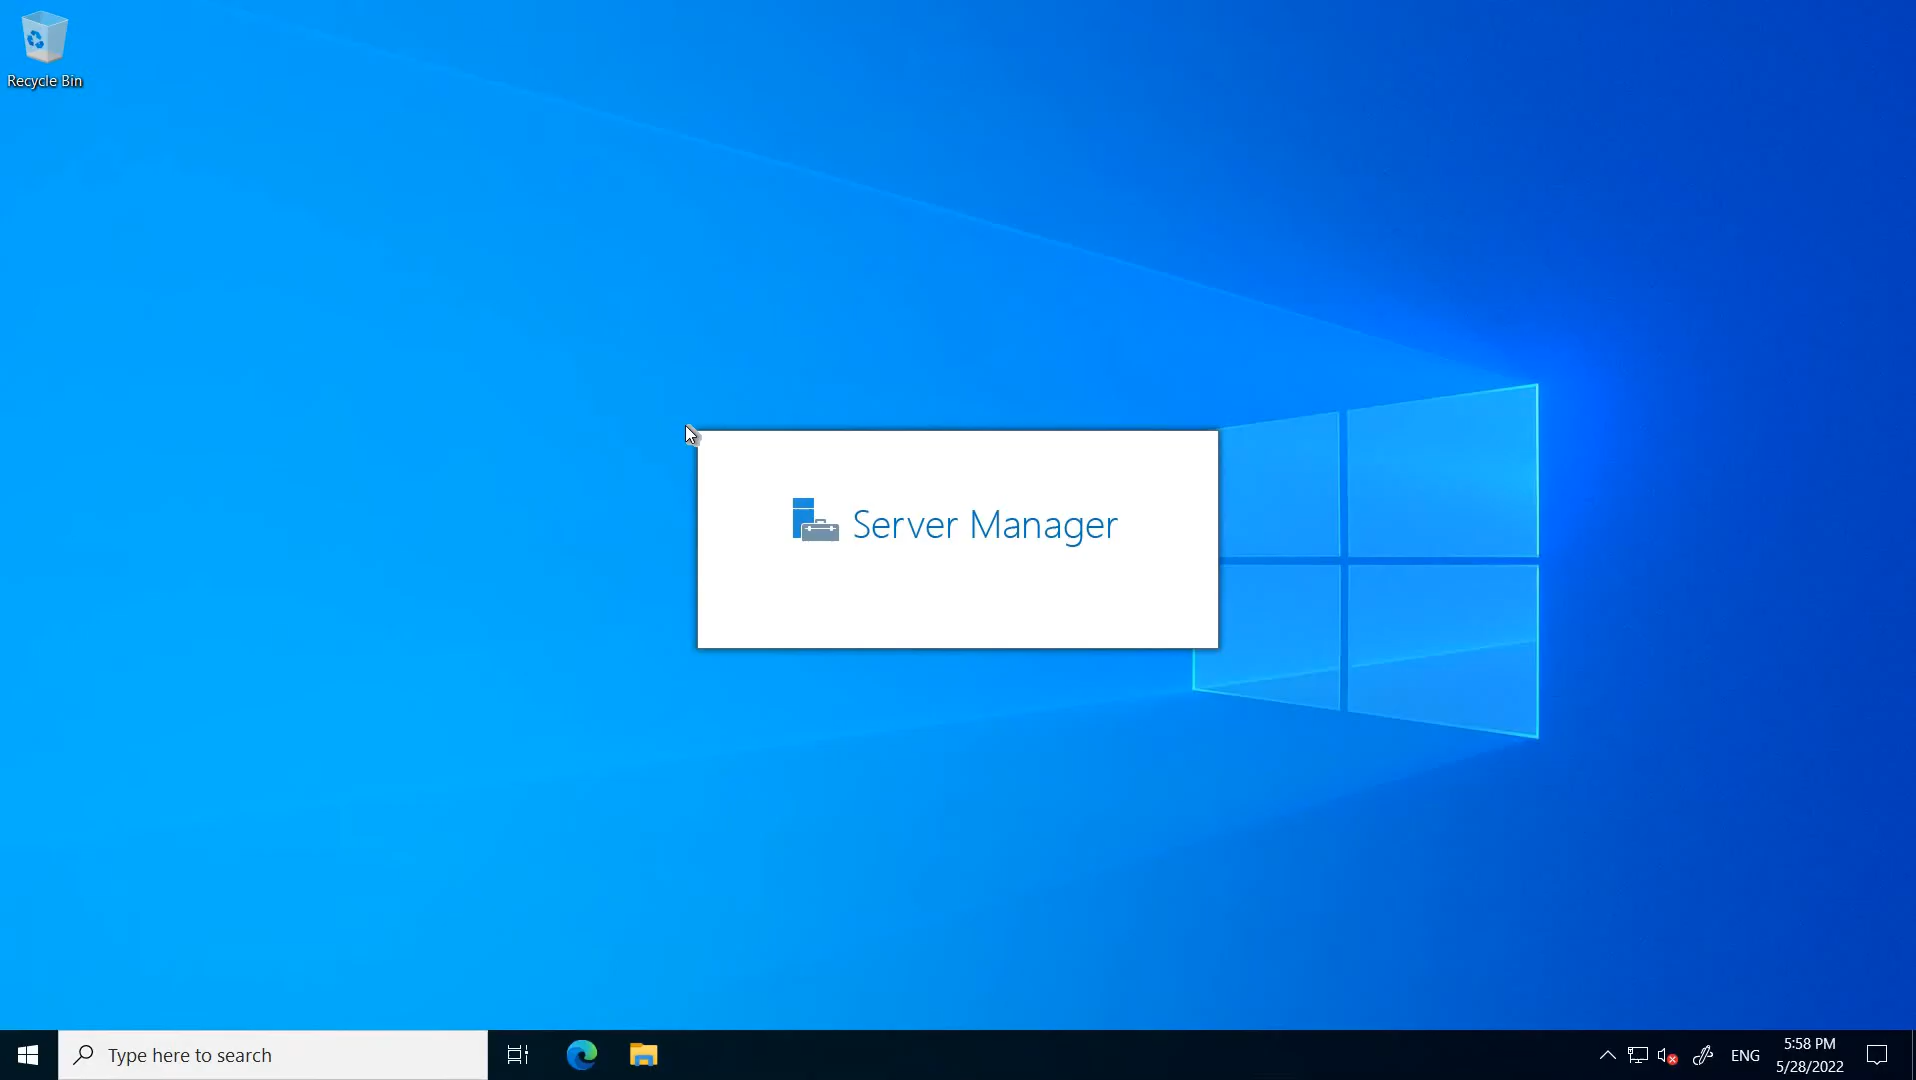 Recycle Bin
Server Manager
Type here to search
ENG
5:58 PM
5/28/2022